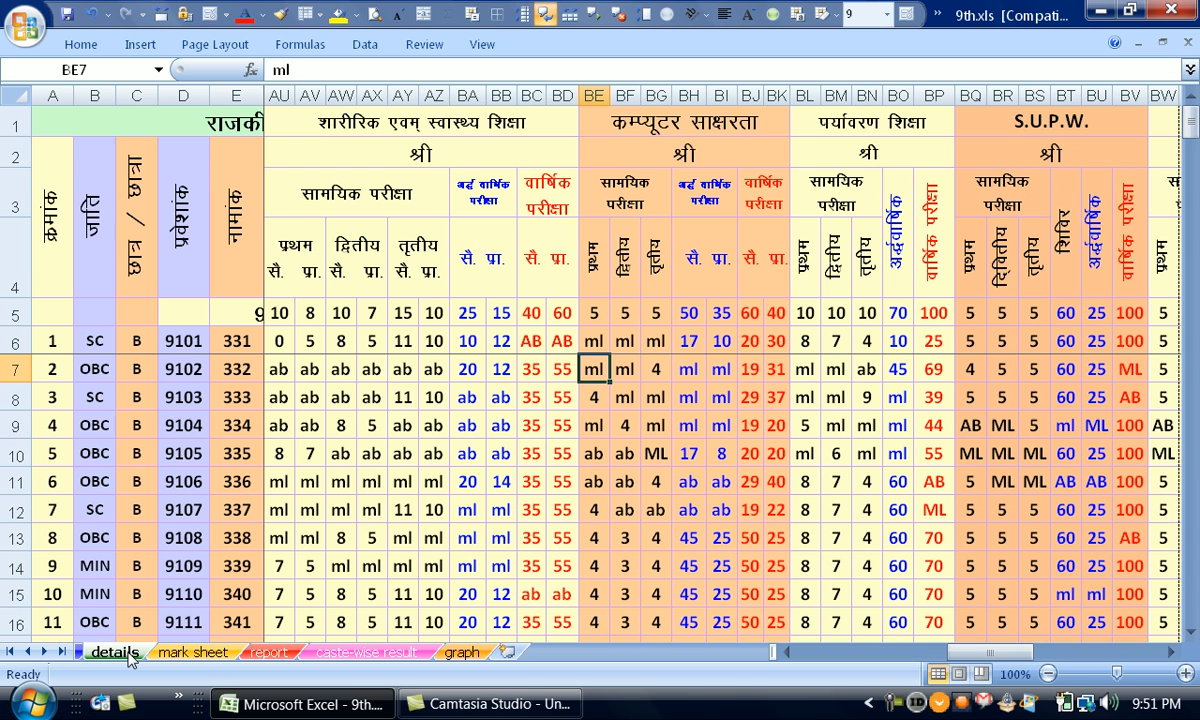 9
9th.xls [Compati...
Home Insert Page Layout Formulas Data Review View
BE7 fx ml
A B C D E AU AV AW AX AY AZ BA BB BC BD BE BF BG BH BI BJ BK BL BM BN BO BP BQ BR BS BT BU BV BW
1 राजकी शारीरिक एवम् स्वास्थ्य शिक्षा कम्प्यूटर साक्षरता पर्यावरण शिक्षा S.U.P.W.
2 श्री श्री श्री श्री
3 क्रमांक जाति छात्र / छात्रा प्रवेशांक नामांक सामयिक परीक्षा अर्द्ध वार्षिक परीक्षा वार्षिक परीक्षा सामयिक परीक्षा अर्द्ध वार्षिक परीक्षा वार्षिक परीक्षा सामयिक परीक्षा अर्द्धवार्षिक वार्षिक परीक्षा सामयिक परीक्षा शिविर अर्द्धवार्षिक वार्षिक परीक्षा
4 प्रथम द्वितीय तृतीय सै. प्रा. सै. प्रा. सै. प्रा. सै. प्रा. सै. प्रा. प्रथम द्वितीय तृतीय सै. प्रा. सै. प्रा. प्रथम द्वितीय तृतीय प्रथम दि्वितीय तृतीय प्रथम
5 9 10 8 10 7 15 10 25 15 40 60 5 5 5 50 35 60 40 10 10 10 70 100 5 5 5 60 25 100 5
6 1 SC B 9101 331 0 5 8 5 11 10 10 12 AB AB ml ml ml 17 10 20 30 8 7 4 10 25 5 5 5 60 25 100 5
7 2 OBC B 9102 332 ab ab ab ab ab ab 20 12 35 55 ml ml 4 ml ml 19 31 ml ml ab 45 69 4 5 5 60 25 ML 5
8 3 SC B 9103 333 ab ab ab ab 11 10 ab ab 35 55 4 ml ml ml ml 29 37 ml ml 9 ml 39 5 5 5 60 25 AB 5
9 4 OBC B 9104 334 ab ab 8 5 ab ab ab ab 35 55 ml 4 ml ml ml 19 20 5 ml ml ml 44 AB ML 5 ml ML 100 AB
10 5 OBC B 9105 335 8 7 ab ab ab ab ab ab 35 55 ab ab ML 17 8 20 20 ml 6 ml ml 55 ML ML ML 60 25 100 ML
11 6 OBC B 9106 336 ml ml ml ml ml ml 20 14 35 55 ab ab 4 ab ab 29 40 8 7 4 60 AB 5 ML ML AB AB 100 5
12 7 SC B 9107 337 ml ml ml ml 11 10 ml ml 35 55 4 ab ab ab ab 19 22 8 7 4 60 ML 5 5 5 60 25 100 5
13 8 OBC B 9108 338 ml ml 8 5 ml ml ml ml 35 55 4 3 4 45 25 50 25 8 7 4 60 70 5 5 5 60 25 AB 5
14 9 MIN B 9109 339 7 5 ml ml ml ml ml ml 35 55 4 3 4 45 25 50 25 8 7 4 60 70 5 5 5 60 25 100 5
15 10 MIN B 9110 340 7 5 8 5 11 10 20 12 ab ab 4 3 4 45 25 50 25 8 7 4 60 70 5 5 5 ml ml 100 5
16 11 OBC B 9111 341 7 5 8 5 11 10 20 12 35 55 4 3 4 45 25 50 25 8 7 4 60 70 5 5 5 60 25 100 5
details mark sheet report caste-wise result graph
Ready 100%
Microsoft Excel - 9th.... Camtasia Studio - Un... 9:51 PM